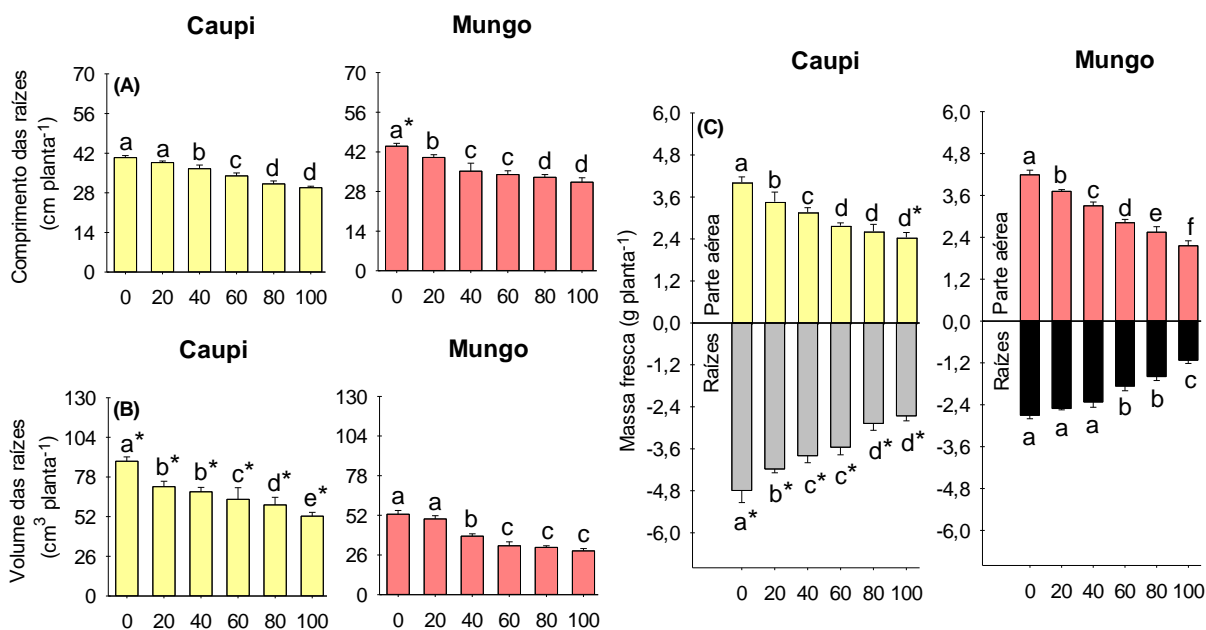 Caupi
Mungo
Comprimento das raízes
(cm planta-1)
(A)
70
56
42
28
14
0
a a b c d d
0 20 40 60 80 100
70
56
42
28
14
0
a* b c c d d
0 20 40 60 80 100
Caupi
Mungo
Volume das raízes
(cm3 planta-1)
(B)
130
104
78
52
26
0
a* b* b* c* d* e*
0 20 40 60 80 100
130
104
78
52
26
0
a a b c c c
0 20 40 60 80 100
Caupi
Mungo
Massa fresca (g planta-1)
Raízes Parte aérea
(C)
6,0
4,8
3,6
2,4
1,2
0,0
-1,2
-2,4
-3,6
-4,8
-6,0
a b c d d d*
a* b* c* c* d* d*
0 20 40 60 80 100
Raízes Parte aérea
6,0
4,8
3,6
2,4
1,2
0,0
-1,2
-2,4
-3,6
-4,8
-6,0
a b c d e f
a a a b b c
0 20 40 60 80 100